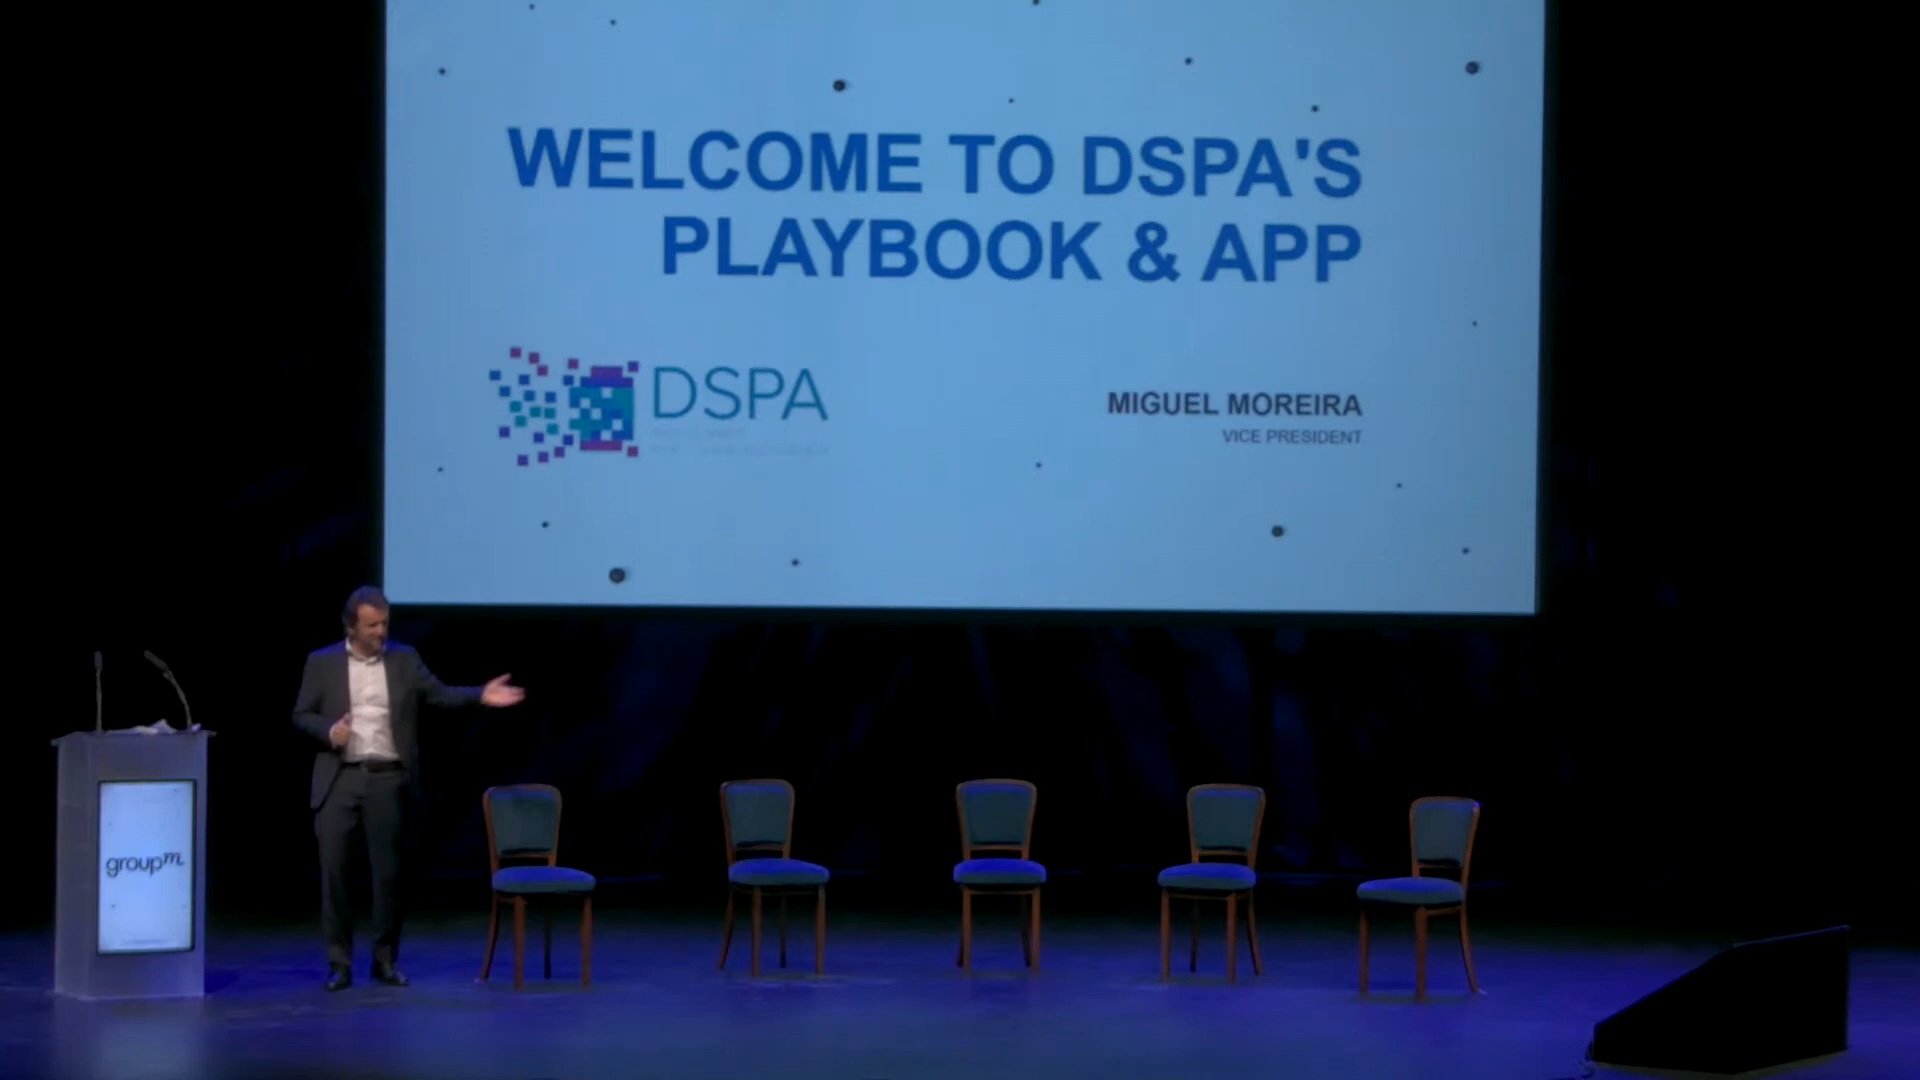 WELCOME TO DSPA'S
PLAYBOOK & APP
DSPA
MIGUEL MOREIRA
VICE PRESIDENT
groupm